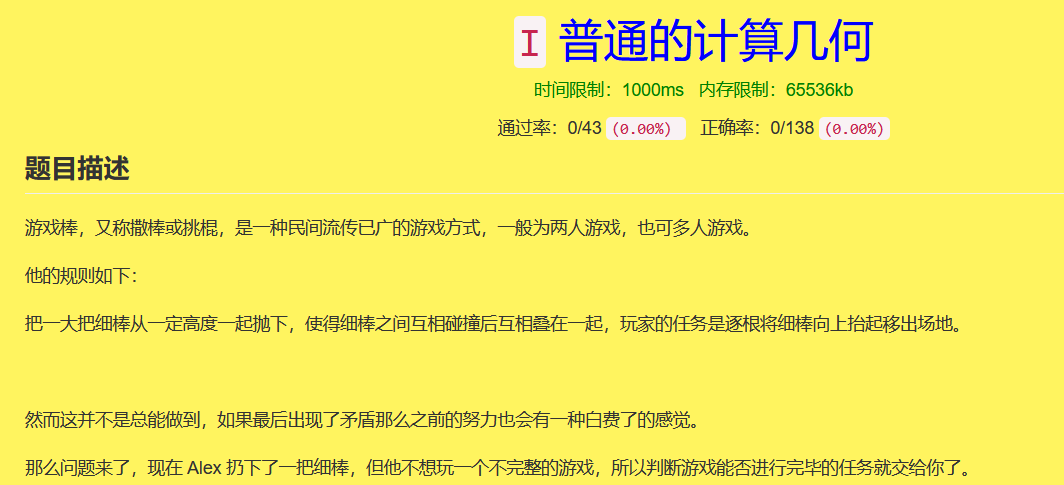 I 普通的计算几何
时间限制：1000ms 内存限制：65536kb
通过率：0/43 (0.00%) 正确率：0/138 (0.00%)
题目描述
游戏棒，又称撒棒或挑棍，是一种民间流传已广的游戏方式，一般为两人游戏，也可多人游戏。
他的规则如下：
把一大把细棒从一定高度一起抛下，使得细棒之间互相碰撞后互相叠在一起，玩家的任务是逐根将细棒向上抬起移出场地。
然而这并不是总能做到，如果最后出现了矛盾那么之前的努力也会有一种白费了的感觉。
那么问题来了，现在 Alex 扔下了一把细棒，但他不想玩一个不完整的游戏，所以判断游戏能否进行完毕的任务就交给你了。